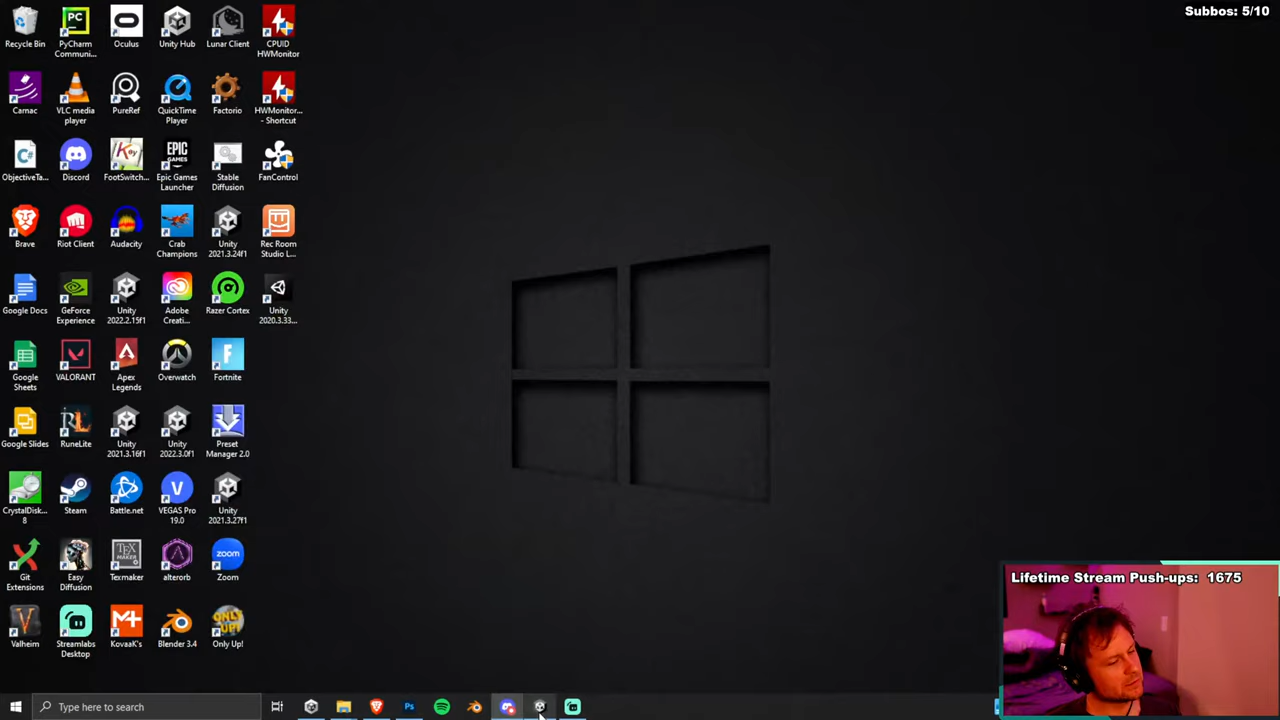 Subbos: 5/10
Recycle Bin
PyCharm
Communi...
Oculus
Unity Hub
Lunar Client
CPUID
HWMonitor
Camac
VLC media
player
PureRef
QuickTime
Player
Factorio
HWMonitor...
- Shortcut
ObjectiveTa...
Discord
FootSwitch...
Epic Games
Launcher
Stable
Diffusion
FanControl
Brave
Riot Client
Audacity
Crab
Champions
Unity
2021.3.24f1
Rec Room
Studio L...
Google Docs
GeForce
Experience
Unity
2022.2.15f1
Adobe
Creati...
Razer Cortex
Unity
2020.3.33...
Google
Sheets
VALORANT
Apex
Legends
Overwatch
Fortnite
Google Slides
RuneLite
Unity
2021.3.16f1
Unity
2022.3.0f1
Preset
Manager 2.0
CrystalDisk...
8
Steam
Battle.net
VEGAS Pro
19.0
Unity
2021.3.27f1
Git
Extensions
Easy
Diffusion
Texmaker
alterorb
Zoom
Valheim
Streamlabs
Desktop
KovaaK's
Blender 3.4
Only Up!
Lifetime Stream Push-ups: 1675
Type here to search